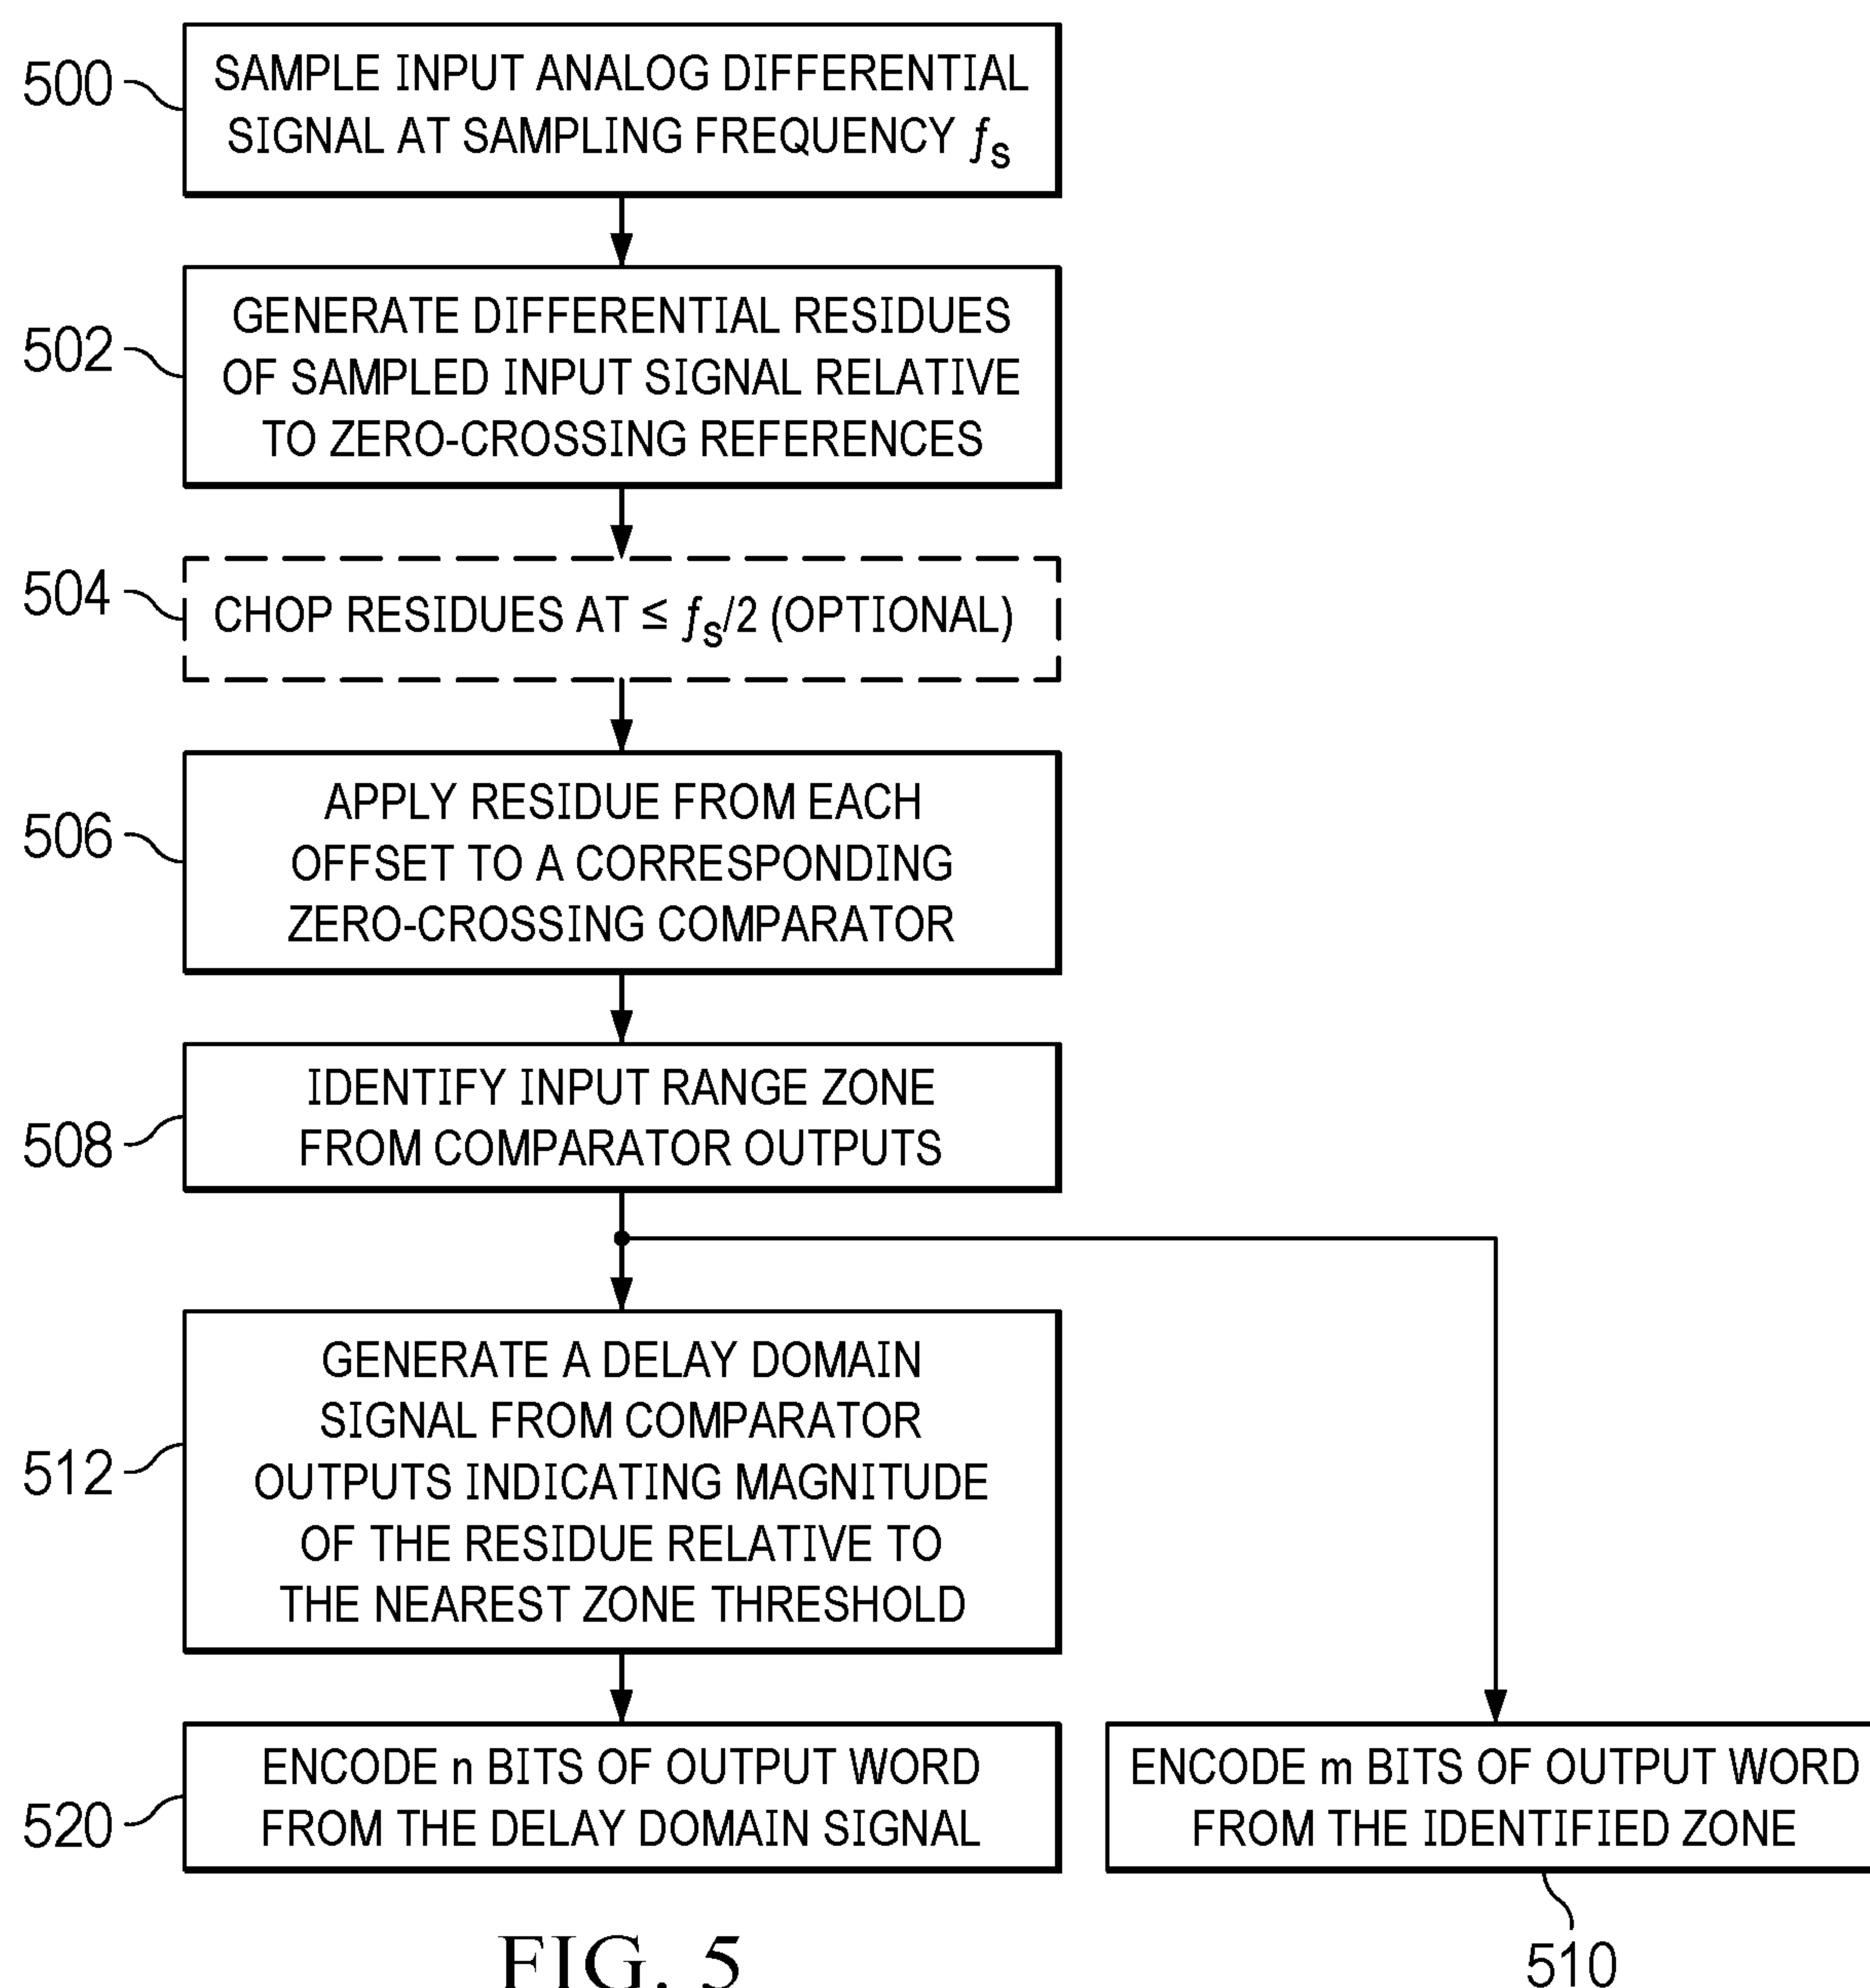 500
SAMPLE INPUT ANALOG DIFFERENTIAL
SIGNAL AT SAMPLING FREQUENCY fs
502
GENERATE DIFFERENTIAL RESIDUES
OF SAMPLED INPUT SIGNAL RELATIVE
TO ZERO-CROSSING REFERENCES
504
CHOP RESIDUES AT ≤ fs/2 (OPTIONAL)
506
APPLY RESIDUE FROM EACH
OFFSET TO A CORRESPONDING
ZERO-CROSSING COMPARATOR
508
IDENTIFY INPUT RANGE ZONE
FROM COMPARATOR OUTPUTS
512
GENERATE A DELAY DOMAIN
SIGNAL FROM COMPARATOR
OUTPUTS INDICATING MAGNITUDE
OF THE RESIDUE RELATIVE TO
THE NEAREST ZONE THRESHOLD
520
ENCODE n BITS OF OUTPUT WORD
FROM THE DELAY DOMAIN SIGNAL
ENCODE m BITS OF OUTPUT WORD
FROM THE IDENTIFIED ZONE
510
FIG. 5